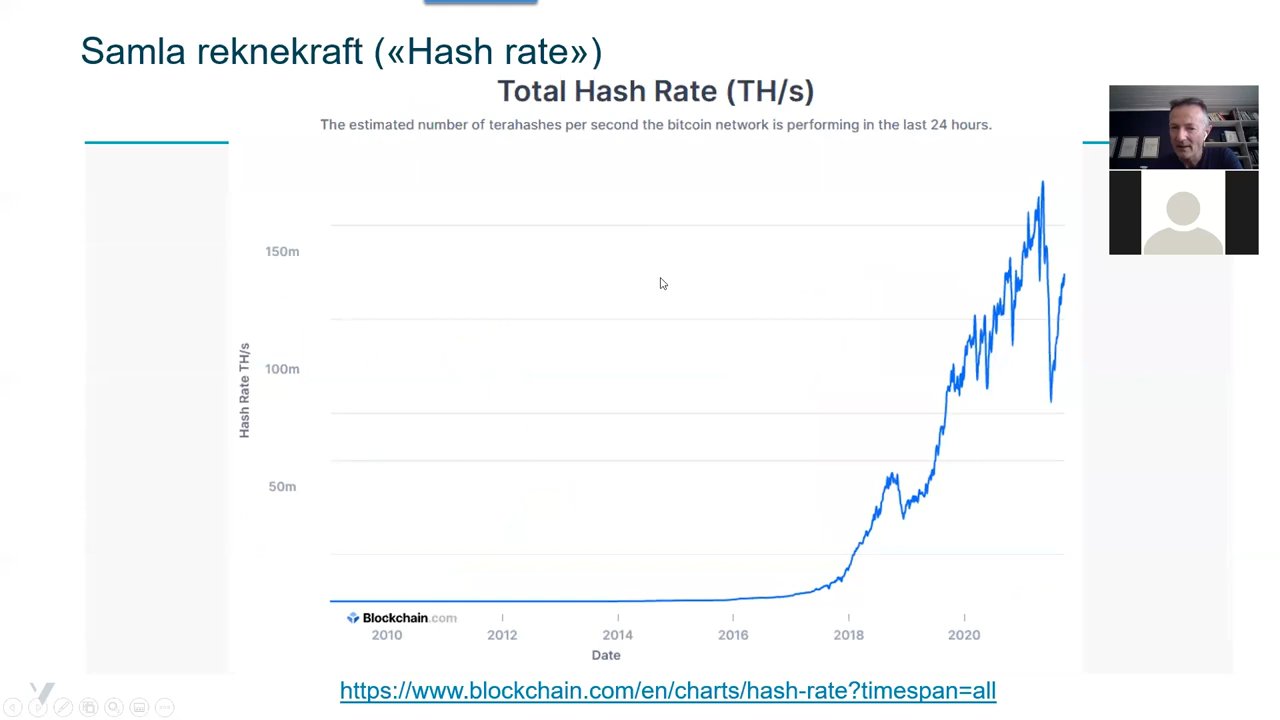 Samla reknekraft («Hash rate»)
Total Hash Rate (TH/s)
The estimated number of terahashes per second the bitcoin network is performing in the last 24 hours.
150m
100m
50m
Hash Rate TH/s
Blockchain.com
2010 2012 2014 2016 2018 2020
Date
https://www.blockchain.com/en/charts/hash-rate?timespan=all